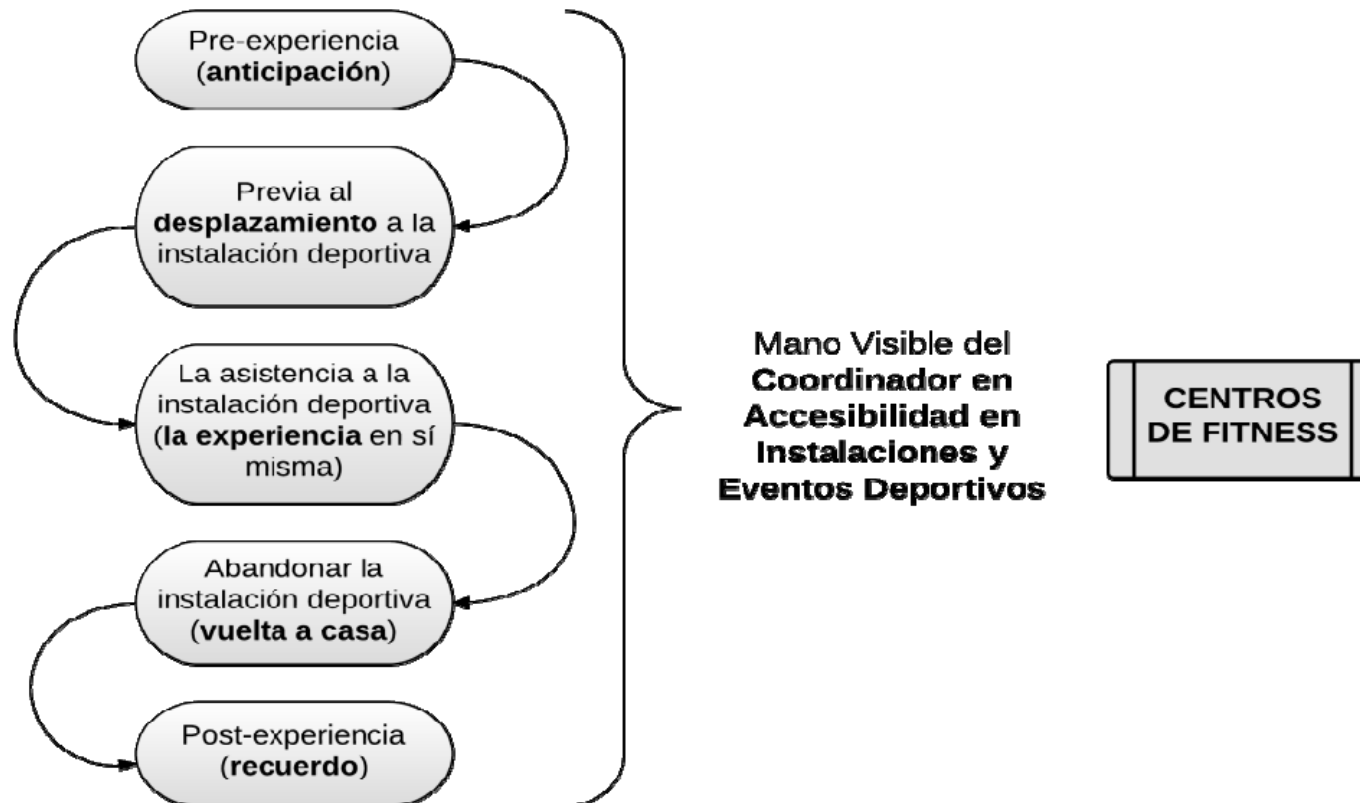 Pre-experiencia
(anticipación)
Previa al
desplazamiento a la
instalación deportiva
La asistencia a la
instalación deportiva
(la experiencia en sí
misma)
Abandonar la
instalación deportiva
(vuelta a casa)
Post-experiencia
(recuerdo)
Mano Visible del
Coordinador en
Accesibilidad en
Instalaciones y
Eventos Deportivos
CENTROS
DE FITNESS